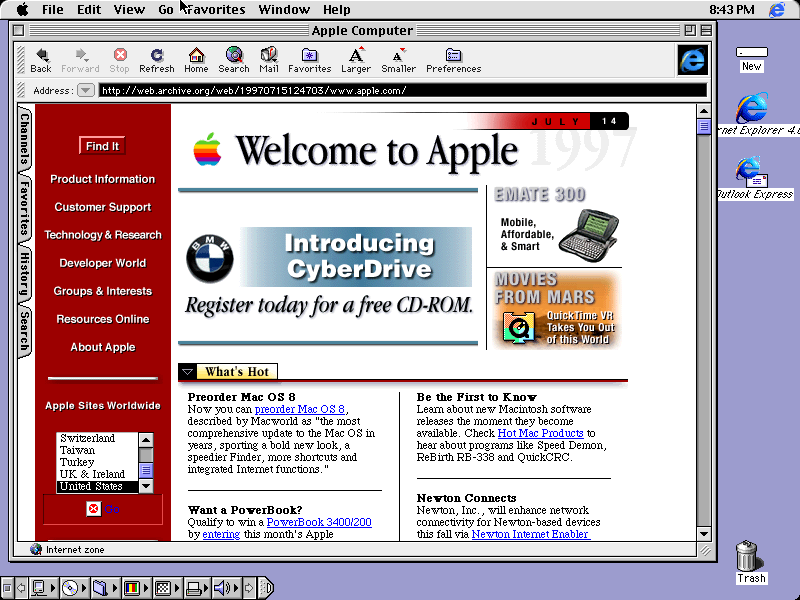 File Edit View Go Favorites Window Help 8:43 PM
Apple Computer
Back Forward Stop Refresh Home Search Mail Favorites Larger Smaller Preferences
Address: http://web.archive.org/web/19970715124703/www.apple.com/
New
rnet Explorer 4.0
Outlook Express
Trash
Channels
Favorites
History
Search
Find It
Product Information
Customer Support
Technology & Research
Developer World
Groups & Interests
Resources Online
About Apple
Apple Sites Worldwide
Switzerland
Taiwan
Turkey
UK & Ireland
United States
Go
JULY 14
1997
Welcome to Apple
BMW
Introducing
CyberDrive
Register today for a free CD-ROM.
EMATE 300
Mobile,
Affordable,
& Smart
MOVIES
FROM MARS
QuickTime VR
Takes You Out
of this World
What's Hot
Preorder Mac OS 8
Now you can preorder Mac OS 8,
described by Macworld as "the most
comprehensive update to the Mac OS in
years, sporting a bold new look, a
speedier Finder, more shortcuts and
integrated Internet functions."
Want a PowerBook?
Qualify to win a PowerBook 3400/200
by entering this month's Apple
Be the First to Know
Learn about new Macintosh software
releases the moment they become
available. Check Hot Mac Products to
hear about programs like Speed Demon,
ReBirth RB-338 and QuickCRC.
Newton Connects
Newton, Inc., will enhance network
connectivity for Newton-based devices
this fall via Newton Internet Enabler
Internet zone